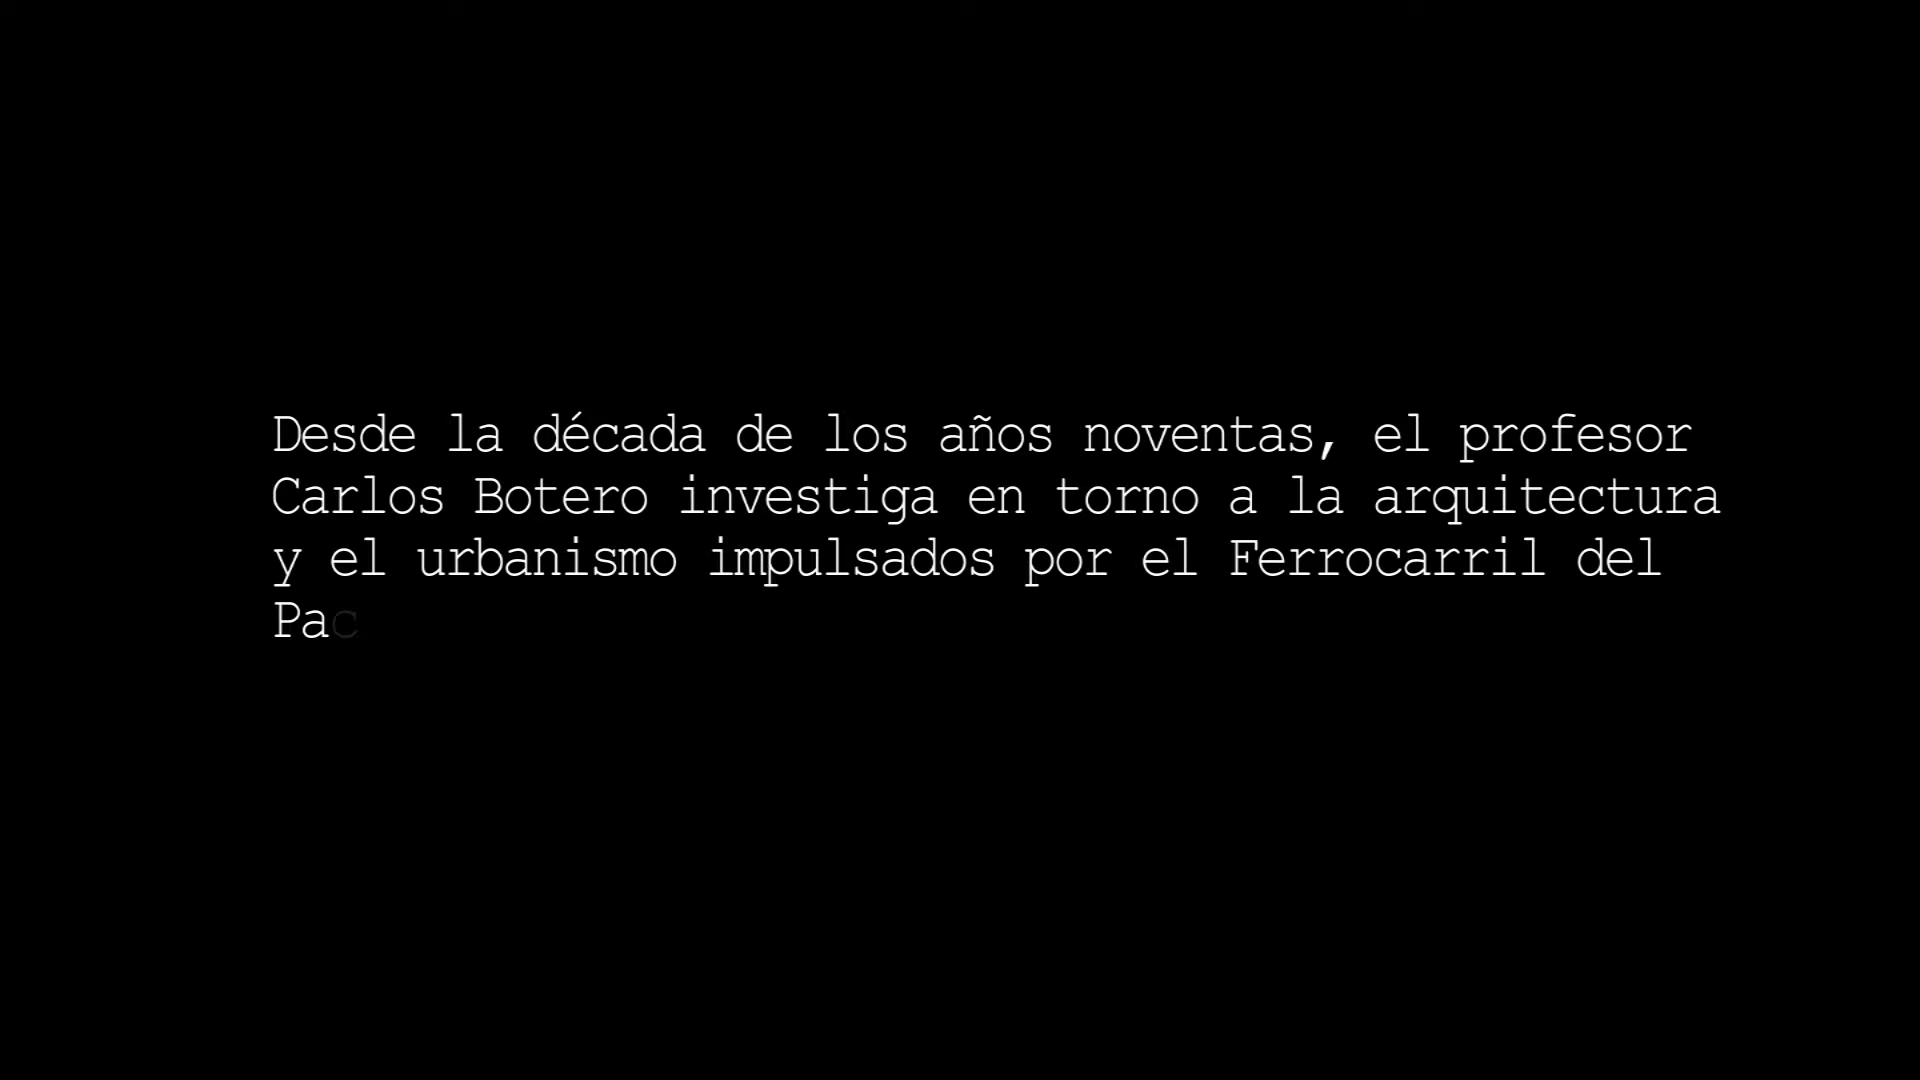 Desde la década de los años noventas, el profesor
Carlos Botero investiga en torno a la arquitectura
y el urbanismo impulsados por el Ferrocarril del
Pac